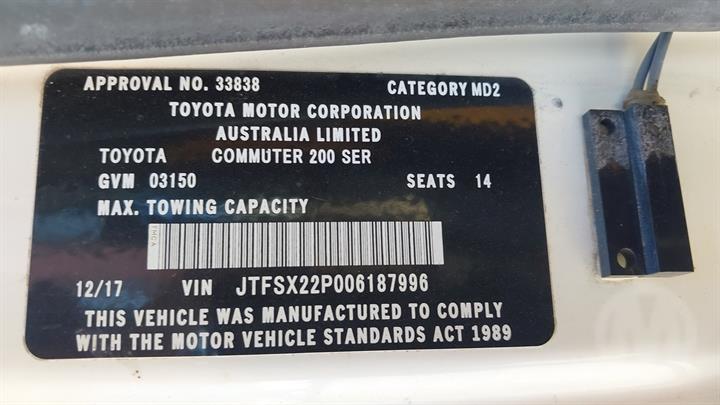 APPROVAL NO. 33838 CATEGORY MD2
TOYOTA MOTOR CORPORATION
AUSTRALIA LIMITED
TOYOTA COMMUTER 200 SER
GVM 03150 SEATS 14
MAX. TOWING CAPACITY
TMCA
12/17 VIN JTFSX22P006187996
THIS VEHICLE WAS MANUFACTURED TO COMPLY
WITH THE MOTOR VEHICLE STANDARDS ACT 1989
M